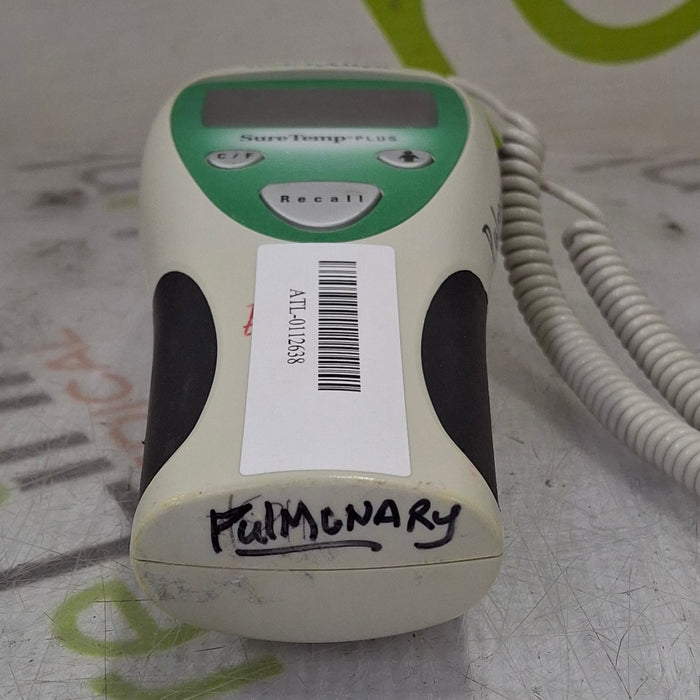 SureTemp PLUS
C / F
Recall
ATL-0112638
PulMONARy